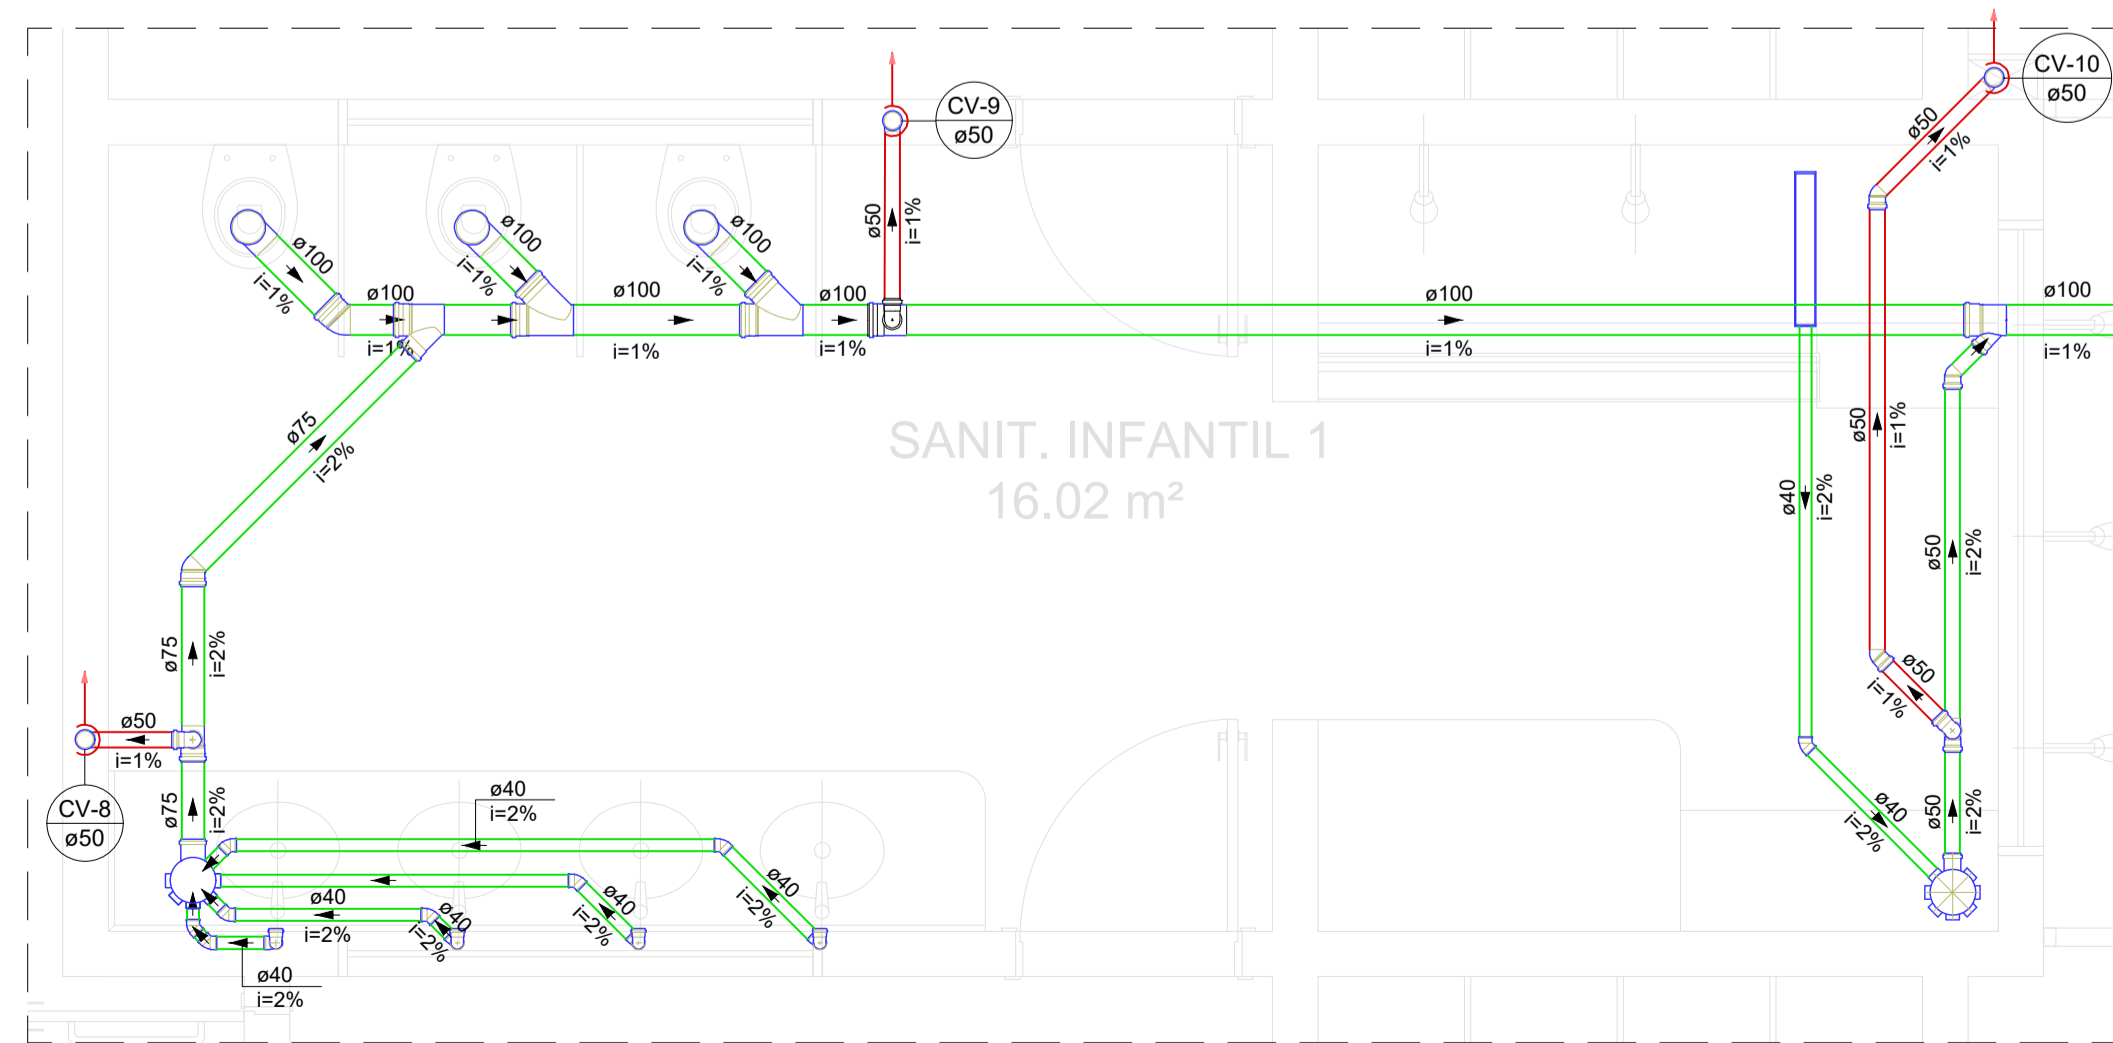 CV-10
ø50
CV-9
ø50
ø50
i=1%
ø50
i=1%
ø100
i=1%
ø100
i=1%
ø100
i=1%
ø100
i=1%
ø100
i=1%
ø100
i=1%
ø100
i=1%
ø100
i=1%
ø75
i=2%
SANIT. INFANTIL 1
16.02 m²
ø50
i=1%
ø40
i=2%
ø50
i=2%
ø75
i=2%
ø50
i=1%
ø50
i=1%
CV-8
ø50
ø75
i=2%
ø40
i=2%
ø40
i=2%
ø50
i=2%
ø40
i=2%
ø40
i=2%
ø40
i=2%
ø40
i=2%
ø40
i=2%